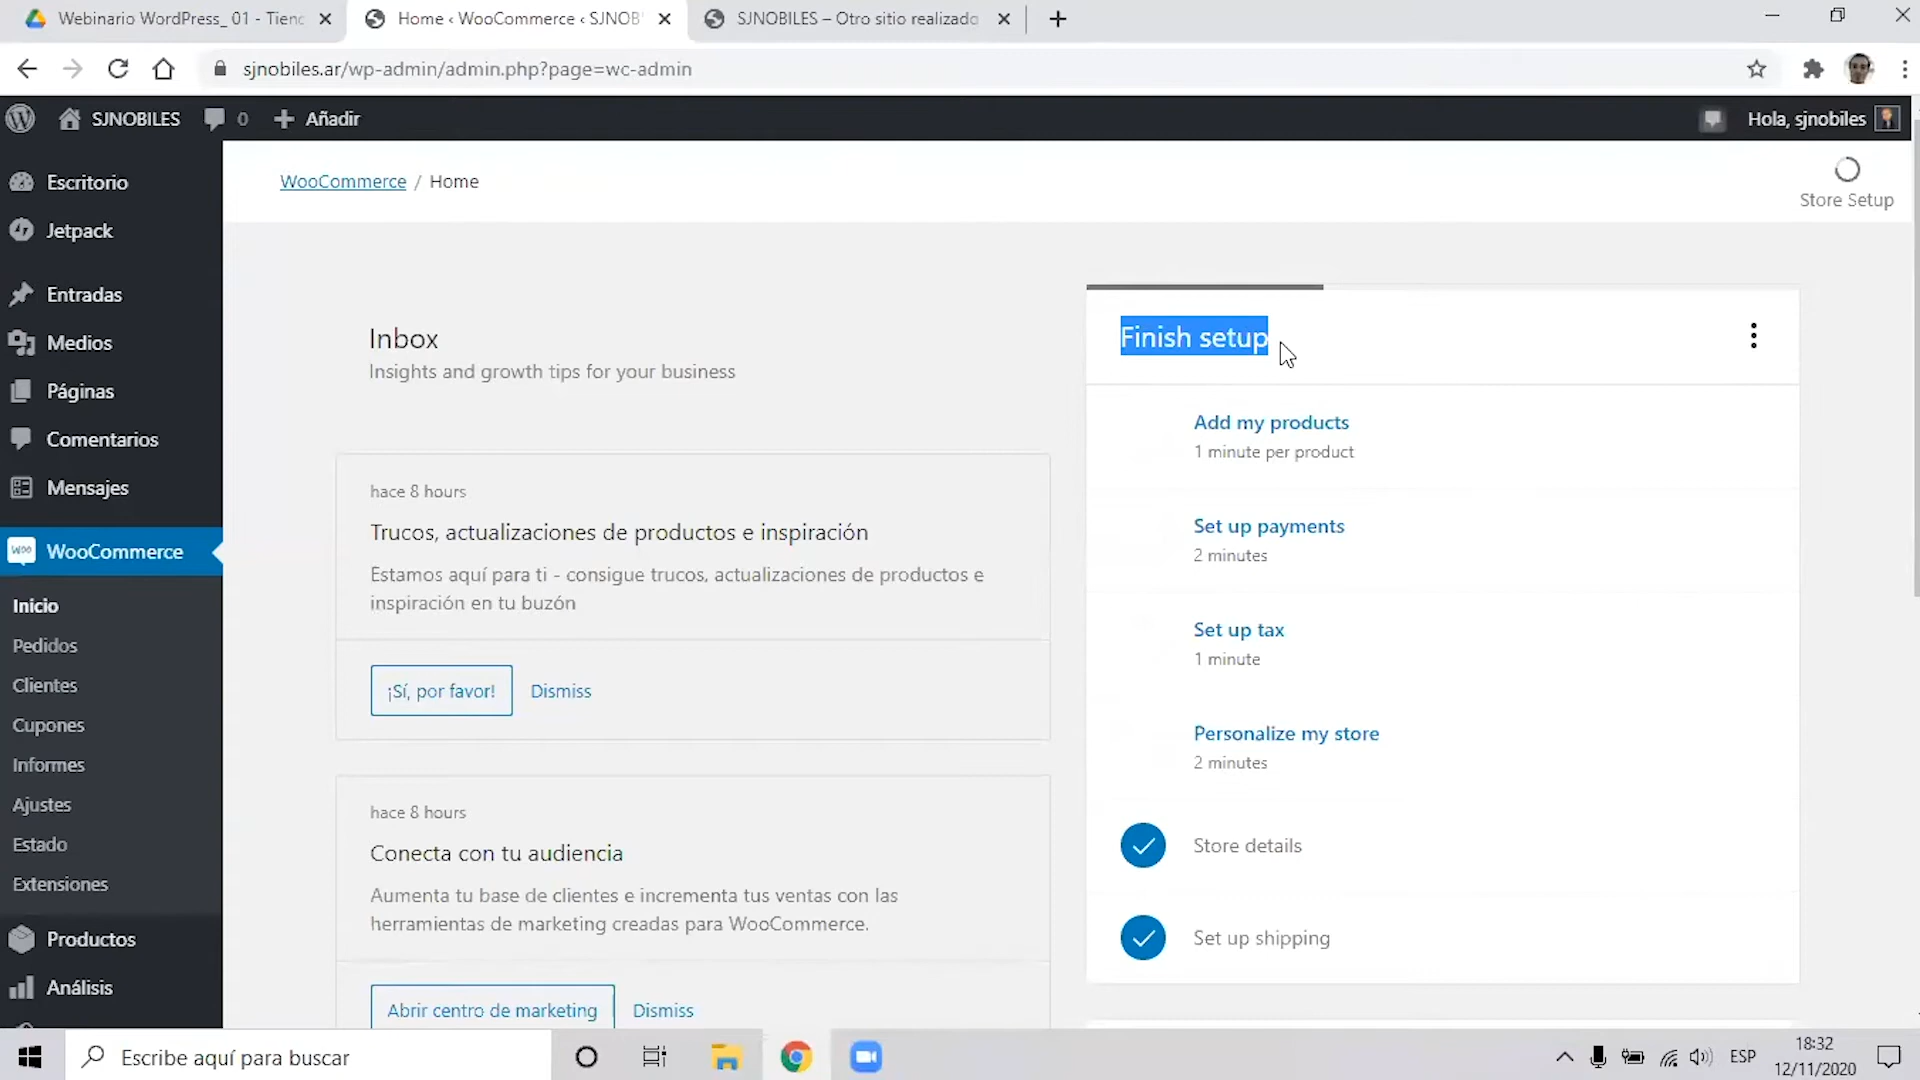 Webinario WordPress_ 01 - Tienc
Home ‹ WooCommerce ‹ SJNOB
SJNOBILES – Otro sitio realizado
sjnobiles.ar/wp-admin/admin.php?page=wc-admin
SJNOBILES
0
Añadir
Hola, sjnobiles
Escritorio
Jetpack
Entradas
Medios
Páginas
Comentarios
Mensajes
Woo
WooCommerce
Inicio
Pedidos
Clientes
Cupones
Informes
Ajustes
Estado
Extensiones
Productos
Análisis
WooCommerce / Home
Store Setup
Inbox
Insights and growth tips for your business
hace 8 hours
Trucos, actualizaciones de productos e inspiración
Estamos aquí para ti - consigue trucos, actualizaciones de productos e
inspiración en tu buzón
¡Sí, por favor!
Dismiss
hace 8 hours
Conecta con tu audiencia
Aumenta tu base de clientes e incrementa tus ventas con las
herramientas de marketing creadas para WooCommerce.
Abrir centro de marketing
Dismiss
Finish setup
Add my products
1 minute per product
Set up payments
2 minutes
Set up tax
1 minute
Personalize my store
2 minutes
Store details
Set up shipping
Escribe aquí para buscar
ESP
18:32
12/11/2020